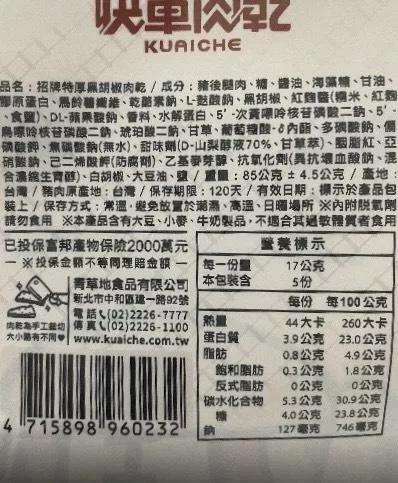 快車肉乾
KUAICHE
品名：招牌特厚黑胡椒肉乾 / 成分：豬後腿肉、糖、醬油、海藻糖、甘油、
膠原蛋白、馬鈴薯纖維、乾酪素鈉、L-麩酸鈉、黑胡椒、紅麴醬(糯米、紅麴
、食鹽)、DL-蘋果酸鈉、香料、水解蛋白、5'-次黃嘌呤核苷磷酸二鈉、5'-
鳥嘌呤核苷磷酸二鈉、琥珀酸二鈉、甘草、葡萄糖酸-δ內酯、多磷酸鈉、偏
磷酸鉀、焦磷酸鈉(無水)、甜味劑(D-山梨醇液70%、甘草萃)、胭脂紅、亞
硝酸鈉、己二烯酸鉀(防腐劑)、乙基麥芽醇、抗氧化劑(異抗壞血酸鈉、混
合濃縮生育醇)、白胡椒、大豆油、鹽 / 重量：85公克 ± 4.5公克 / 產地：
台灣 / 豬肉原產地：台灣 / 保存期限：120天 / 有效日期：標示於產品包
裝上 / 保存方式：常溫，避免放置於潮濕、高溫、日曬場所 ※內附脫氧劑
請勿食用 ※本產品含有大豆、小麥、牛奶製品，不適合其過敏體質者食用
已投保富邦產物保險2000萬元
— ※投保金額不等同理賠金額 —
青草地食品有限公司
新北市中和區建一路92號
電話 (02)2226-7777
傳真 (02)2226-1100
www.kuaiche.com.tw
肉乾為手工裁切
大小略有不同
4 715898 960232
營養標示
每一份量 17公克
本包裝含 5份
每份 每100公克
熱量 44大卡 260大卡
蛋白質 3.9公克 23.0公克
脂肪 0.8公克 4.9公克
飽和脂肪 0.3公克 1.8公克
反式脂肪 0公克 0公克
碳水化合物 5.3公克 30.9公克
糖 4.0公克 23.8公克
鈉 127毫克 746毫克